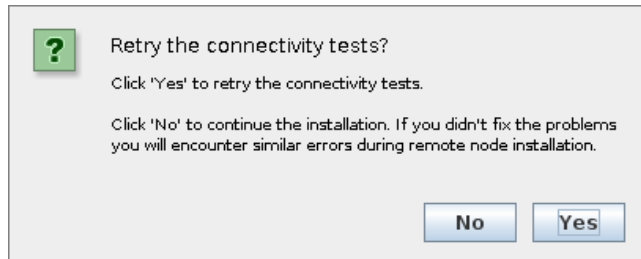 Retry the connectivity tests?
Click 'Yes' to retry the connectivity tests.
Click 'No' to continue the installation. If you didn't fix the problems
you will encounter similar errors during remote node installation.
No
Yes